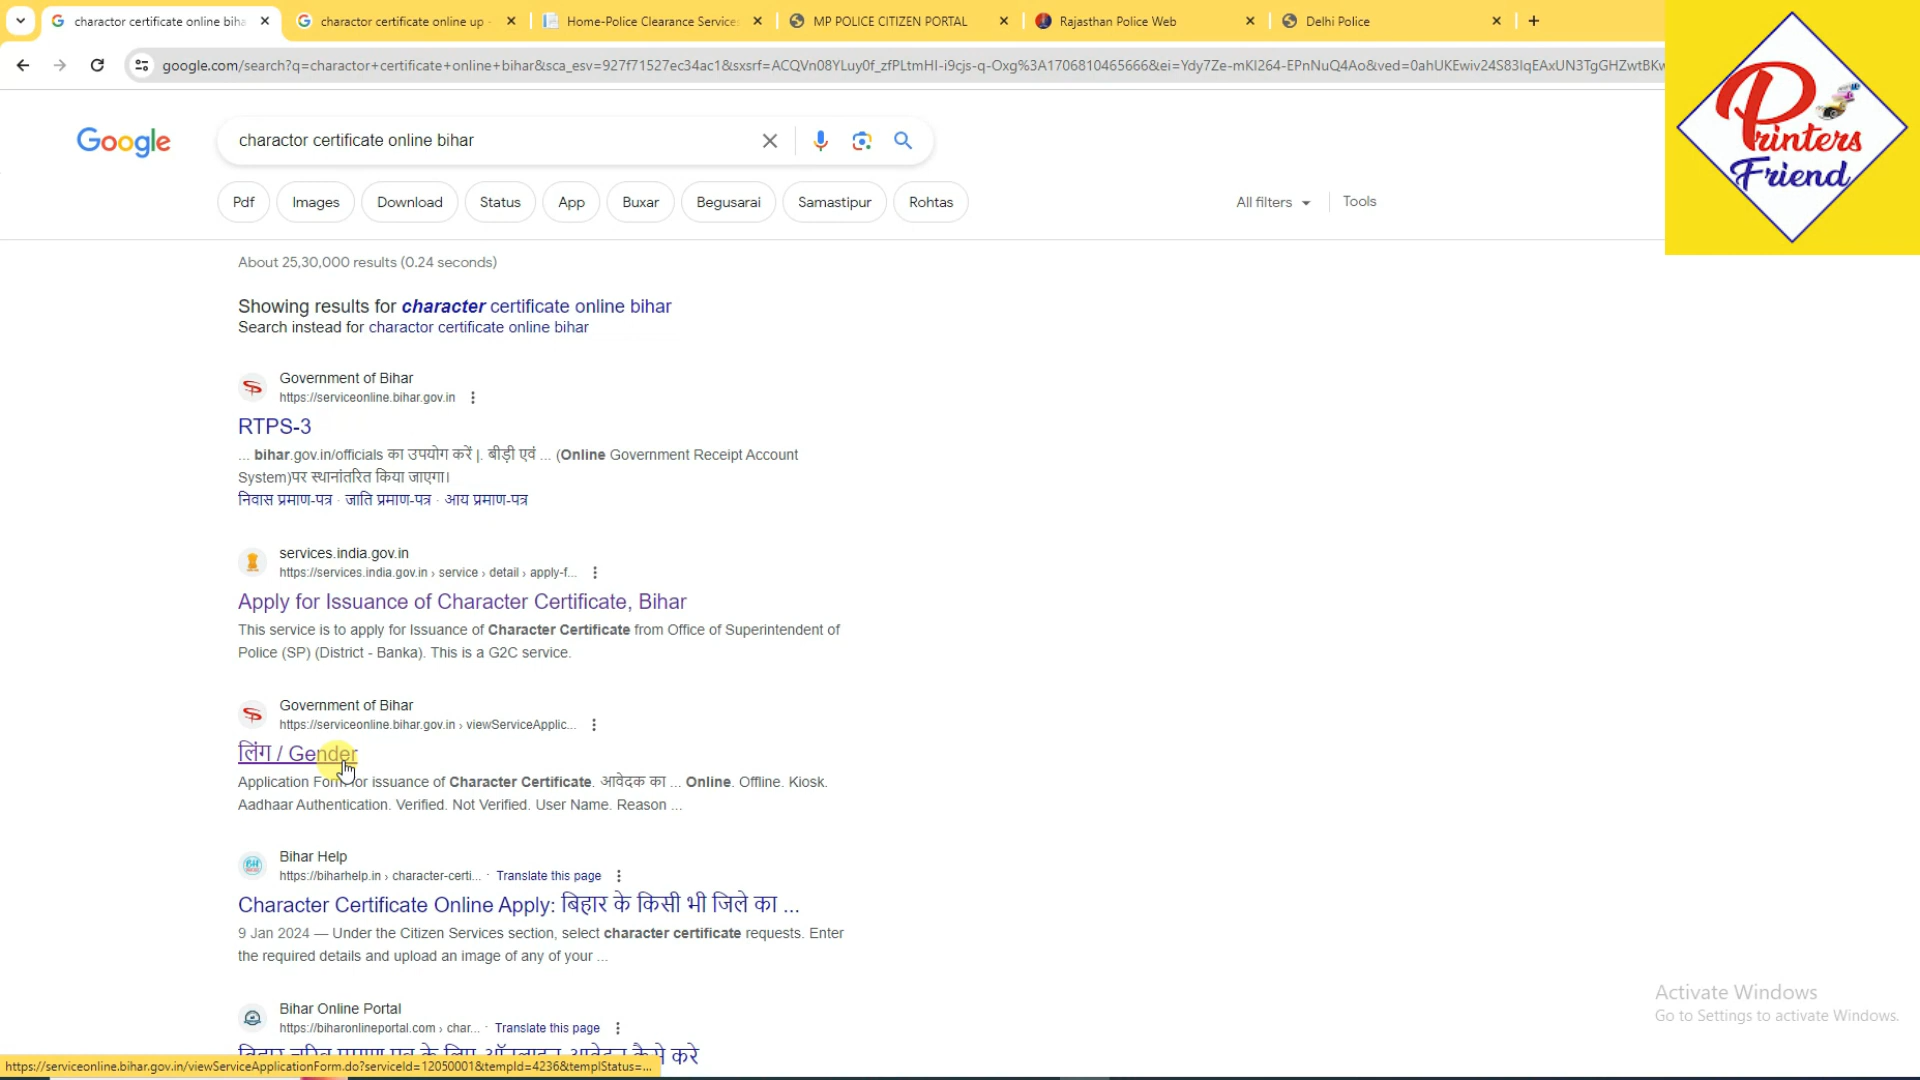 charactor certificate online biha
charactor certificate online up -
Home-Police Clearance Service
MP POLICE CITIZEN PORTAL
Rajasthan Police Web
Delhi Police
google.com/search?q=charactor+certificate+online+bihar&sca_esv=927f71527ec34ac1&sxsrf=ACQVn08YLuy0f_zfPLtmHI-i9cjs-q-Oxg%3A1706810465666&ei=Ydy7Ze-mKI264-EPnNuQ4Ao&ved=0ahUKEwiv24S83IqEAxUN3TgGHZwtBKw
Printers
Friend
Google
charactor certificate online bihar
Pdf
Images
Download
Status
App
Buxar
Begusarai
Samastipur
Rohtas
All filters
Tools
About 25,30,000 results (0.24 seconds)
Showing results for character certificate online bihar
Search instead for charactor certificate online bihar
Government of Bihar
https://serviceonline.bihar.gov.in
RTPS-3
... bihar.gov.in/officials का उपयोग करें |. बीड़ी एवं ... (Online Government Receipt Account
System)पर स्थानांतरित किया जाएगा।
निवास प्रमाण-पत्र · जाति प्रमाण-पत्र · आय प्रमाण-पत्र
services.india.gov.in
https://services.india.gov.in › service › detail › apply-f...
Apply for Issuance of Character Certificate, Bihar
This service is to apply for Issuance of Character Certificate from Office of Superintendent of
Police (SP) (District - Banka). This is a G2C service.
Government of Bihar
https://serviceonline.bihar.gov.in › viewServiceApplic...
लिंग / Gender
Application Form for issuance of Character Certificate. आवेदक का ... Online. Offline. Kiosk.
Aadhaar Authentication. Verified. Not Verified. User Name. Reason ...
Bihar Help
https://biharhelp.in › character-certi... · Translate this page
Character Certificate Online Apply: बिहार के किसी भी जिले का ...
9 Jan 2024 — Under the Citizen Services section, select character certificate requests. Enter
the required details and upload an image of any of your ...
Bihar Online Portal
https://biharonlineportal.com › char... · Translate this page
बिहार चरित्र प्रमाण पत्र के लिए ऑनलाइन आवेदन कैसे करे
https://serviceonline.bihar.gov.in/viewServiceApplicationForm.do?serviceId=12050001&tempId=4236&templStatus=...
Activate Windows
Go to Settings to activate Windows.